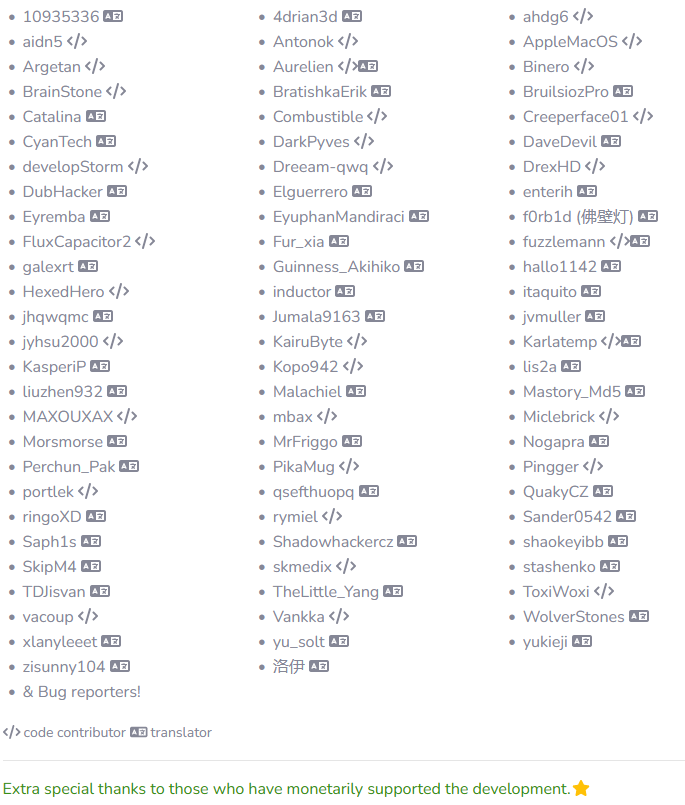 10935336 4drian3d ahdg6
aidn5 Antonok AppleMacOS
Argetan Aurelien Binero
BrainStone BratishkaErik BruilsiozPro
Catalina Combustible Creeperface01
CyanTech DarkPyves DaveDevil
developStorm Dreeam-qwq DrexHD
DubHacker Elguerrero enterih
Eyremba EyuphanMandiraci f0rb1d (佛壁灯)
FluxCapacitor2 Fur_xia fuzzlemann
galexrt Guinness_Akihiko hallo1142
HexedHero inductor itaquito
jhqwqmc Jumala9163 jvmuller
jyhsu2000 KairuByte Karlatemp
KasperiP Kopo942 lis2a
liuzhen932 Malachiel Mastory_Md5
MAXOUXAX mbax Miclebrick
Morsmorse MrFriggo Nogapra
Perchun_Pak PikaMug Pingger
portlek qsefthuopq QuakyCZ
ringoXD rymiel Sander0542
Saph1s Shadowhackercz shaokeyibb
SkipM4 skmedix stashenko
TDJisvan TheLittle_Yang ToxiWoxi
vacoup Vankka WolverStones
xlanyleeet yu_solt yukieji
zisunny104 洛伊
& Bug reporters!
code contributor translator
Extra special thanks to those who have monetarily supported the development.